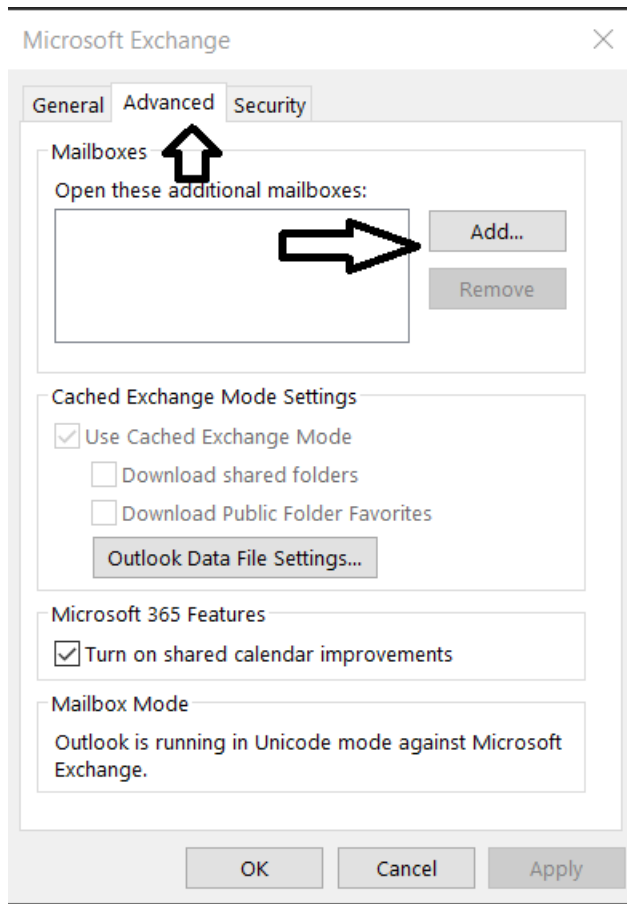 Microsoft Exchange
General Advanced Security
Mailboxes
Open these additional mailboxes:
Add...
Remove
Cached Exchange Mode Settings
Use Cached Exchange Mode
Download shared folders
Download Public Folder Favorites
Outlook Data File Settings...
Microsoft 365 Features
Turn on shared calendar improvements
Mailbox Mode
Outlook is running in Unicode mode against Microsoft
Exchange.
OK Cancel Apply